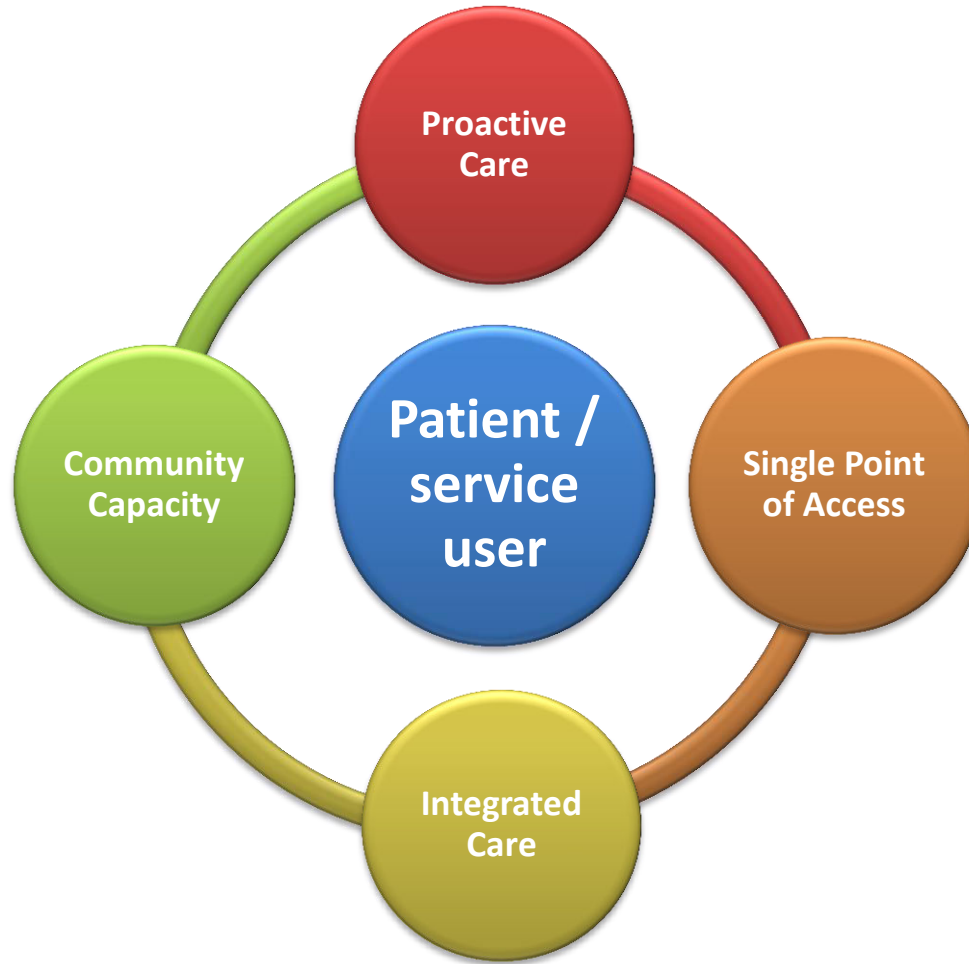 Proactive
Care
Community
Capacity
Patient /
service
user
Single Point
of Access
Integrated
Care